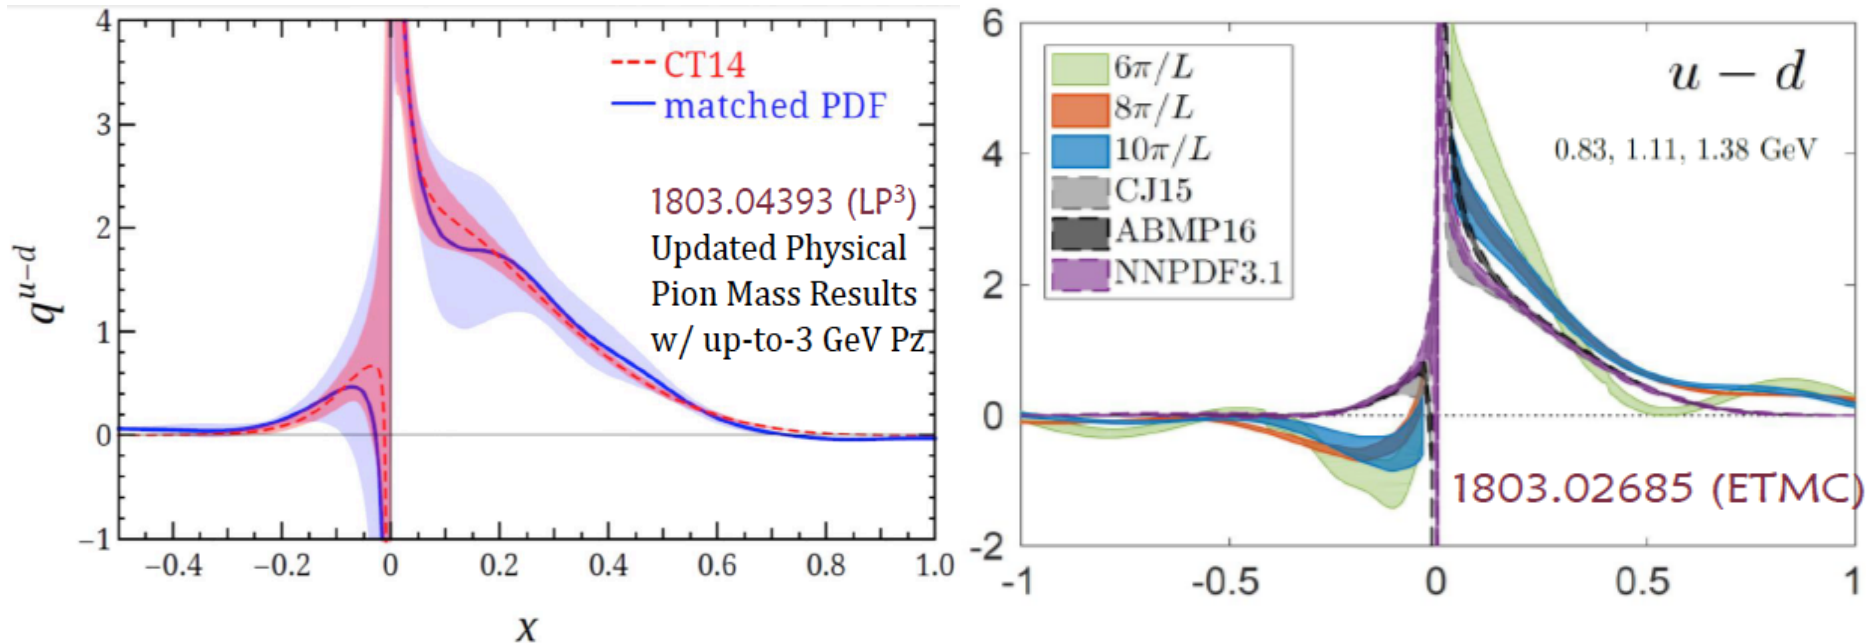 4
3
2
1
0
−1
q^{u−d}
CT14
matched PDF
1803.04393 (LP³)
Updated Physical
Pion Mass Results
w/ up-to-3 GeV Pz
−0.4 −0.2 0 0.2 0.4 0.6 0.8 1.0
x
6
4
2
0
-2
6π/L
8π/L
10π/L
CJ15
ABMP16
NNPDF3.1
u − d
0.83, 1.11, 1.38 GeV
1803.02685 (ETMC)
-1 -0.5 0 0.5 1